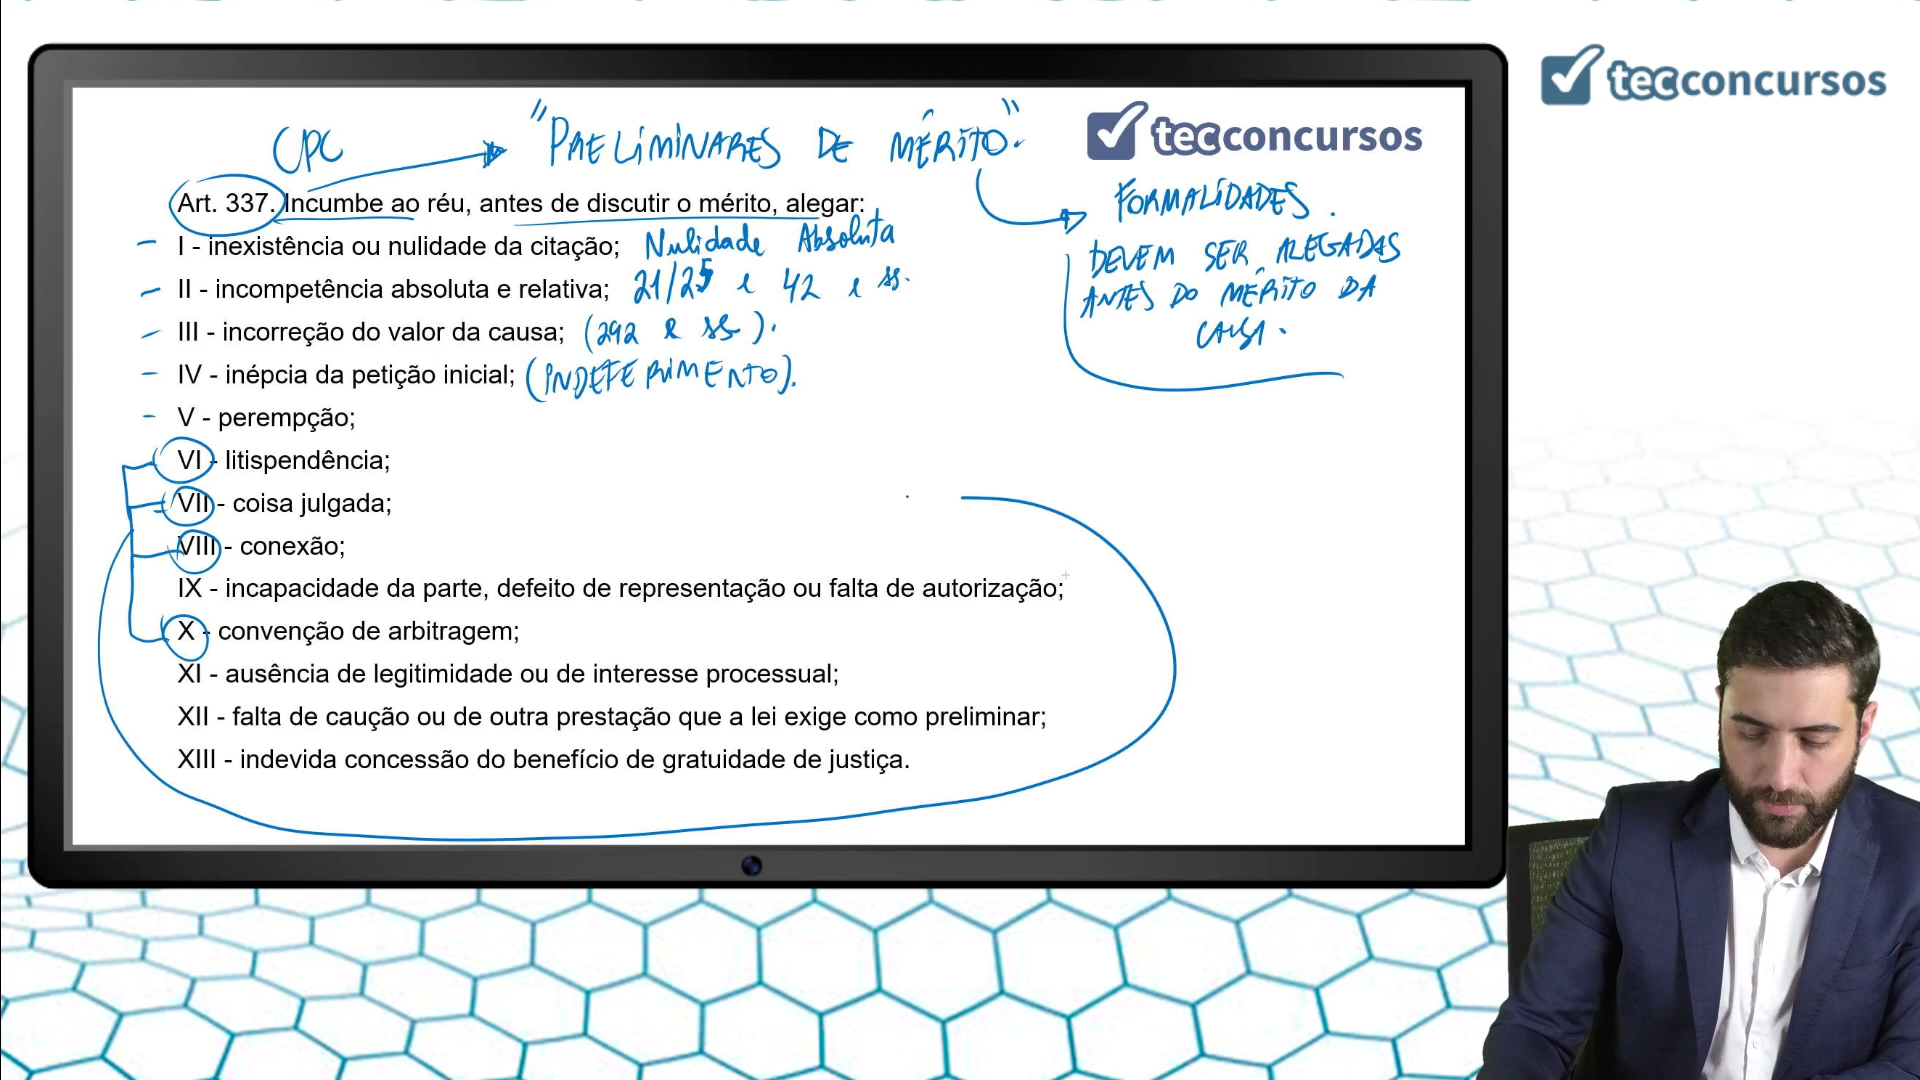 tecconcursos
CPC
"PRELIMINARES DE MÉRITO".
tecconcursos
Art. 337. Incumbe ao réu, antes de discutir o mérito, alegar:
FORMALIDADES.
I - inexistência ou nulidade da citação; Nulidade Absoluta
DEVEM SER ALEGADAS
II - incompetência absoluta e relativa; 21/25 e 42 e ss.
ANTES DO MÉRITO DA
III - incorreção do valor da causa; (292 e ss).
CAUSA.
IV - inépcia da petição inicial; (INDEFERIMENTO).
V - perempção;
VI - litispendência;
VII - coisa julgada;
VIII - conexão;
IX - incapacidade da parte, defeito de representação ou falta de autorização;
X - convenção de arbitragem;
XI - ausência de legitimidade ou de interesse processual;
XII - falta de caução ou de outra prestação que a lei exige como preliminar;
XIII - indevida concessão do benefício de gratuidade de justiça.